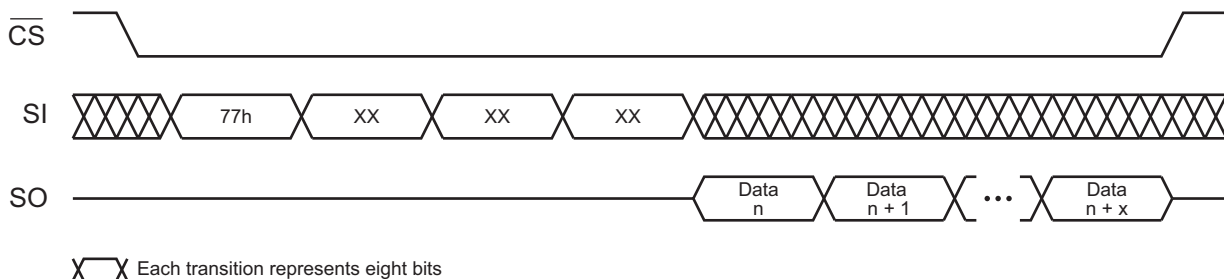 CS
SI 77h XX XX XX
SO Data n Data n + 1 ••• Data n + x
Each transition represents eight bits